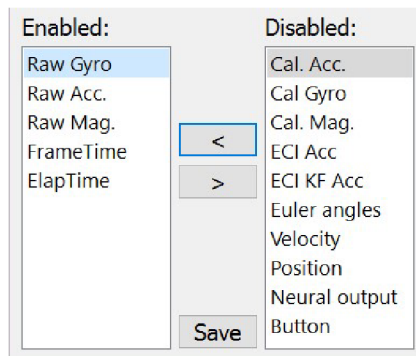 Enabled:
Raw Gyro
Raw Acc.
Raw Mag.
FrameTime
ElapTime
<
>
Save
Disabled:
Cal. Acc.
Cal Gyro
Cal. Mag.
ECI Acc
ECI KF Acc
Euler angles
Velocity
Position
Neural output
Button